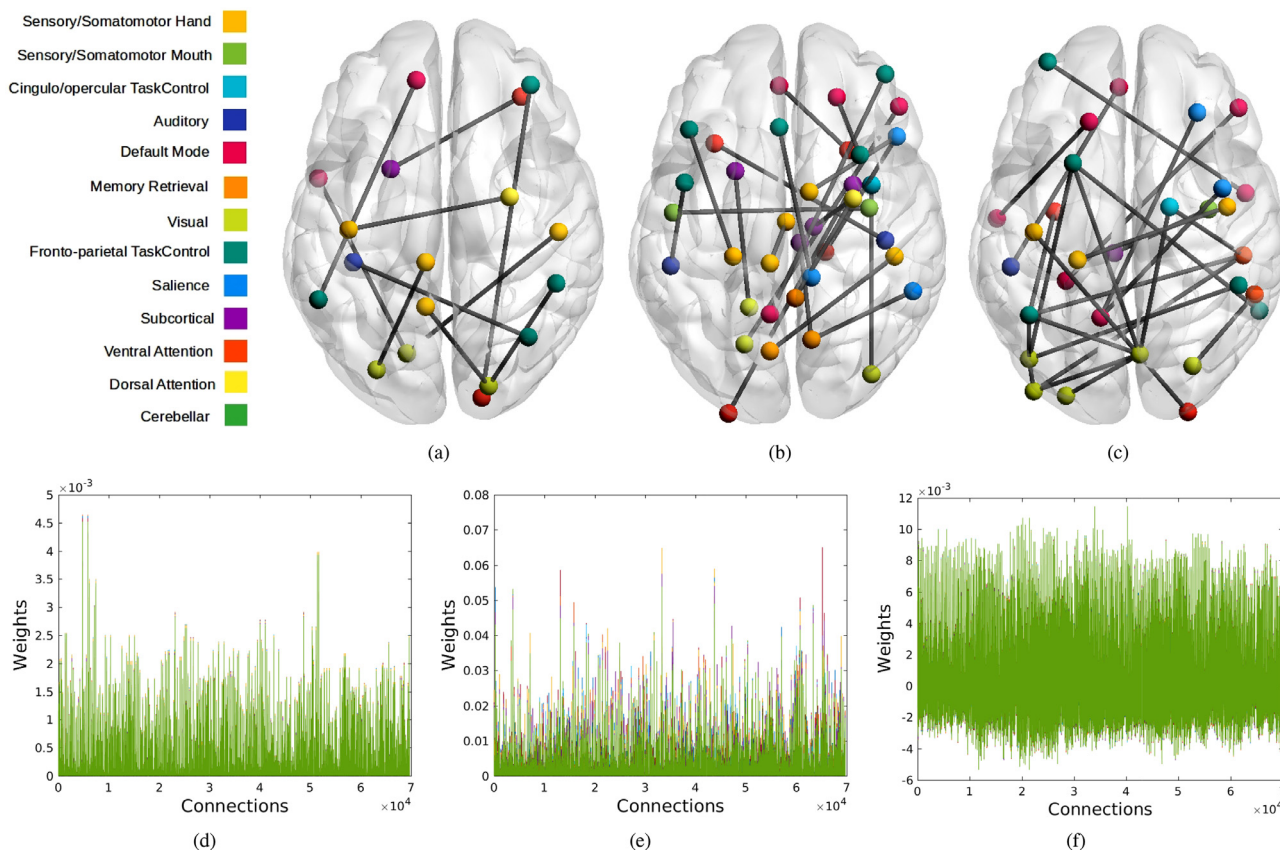 Sensory/Somatomotor Hand
Sensory/Somatomotor Mouth
Cingulo/opercular TaskControl
Auditory
Default Mode
Memory Retrieval
Visual
Fronto-parietal TaskControl
Salience
Subcortical
Ventral Attention
Dorsal Attention
Cerebellar
(a)
(b)
(c)
×10⁻³
5
4.5
4
3.5
3
2.5
2
1.5
1
0.5
0
Weights
0 1 2 3 4 5 6 7
Connections
×10⁴
(d)
0.08
0.07
0.06
0.05
0.04
0.03
0.02
0.01
0
Weights
0 1 2 3 4 5 6 7
Connections
×10⁴
(e)
×10⁻³
12
10
8
6
4
2
0
-2
-4
-6
Weights
0 1 2 3 4 5 6 7
Connections
×10⁴
(f)